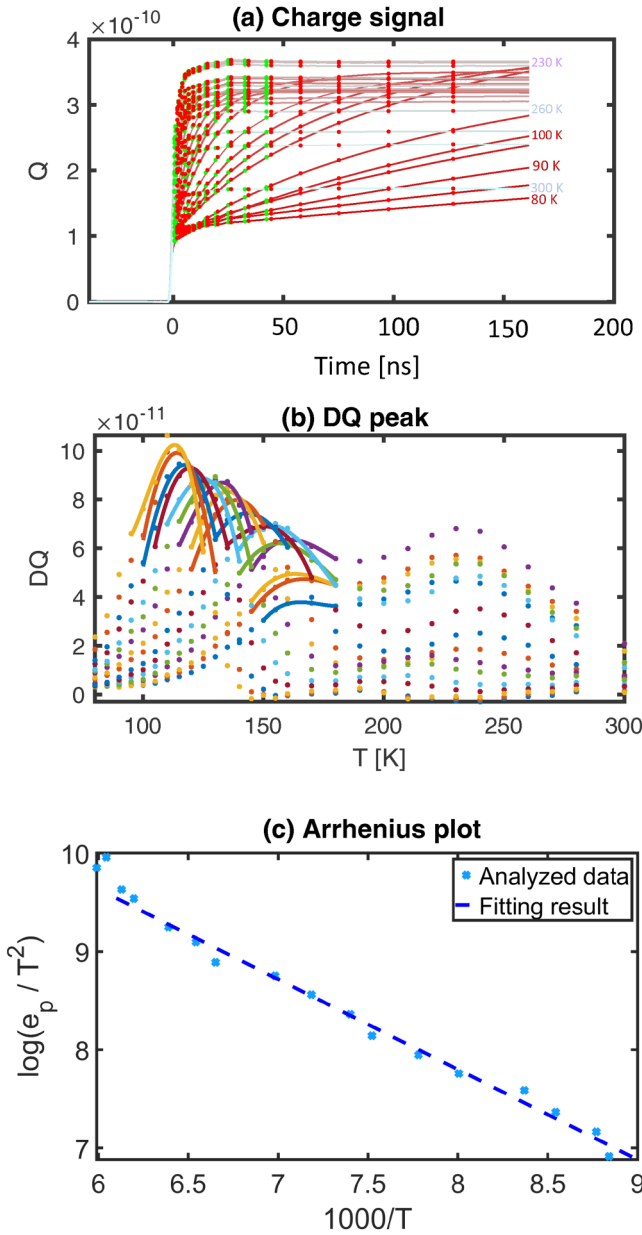 (a) Charge signal
×10⁻¹⁰
4
3
2
1
0
Q
230 K
260 K
100 K
90 K
300 K
80 K
0 50 100 150 200
Time [ns]
(b) DQ peak
×10⁻¹¹
10
8
6
4
2
0
DQ
100 150 200 250 300
T [K]
(c) Arrhenius plot
10
9
8
7
log(eₚ / T²)
Analyzed data
Fitting result
6 6.5 7 7.5 8 8.5 9
1000/T